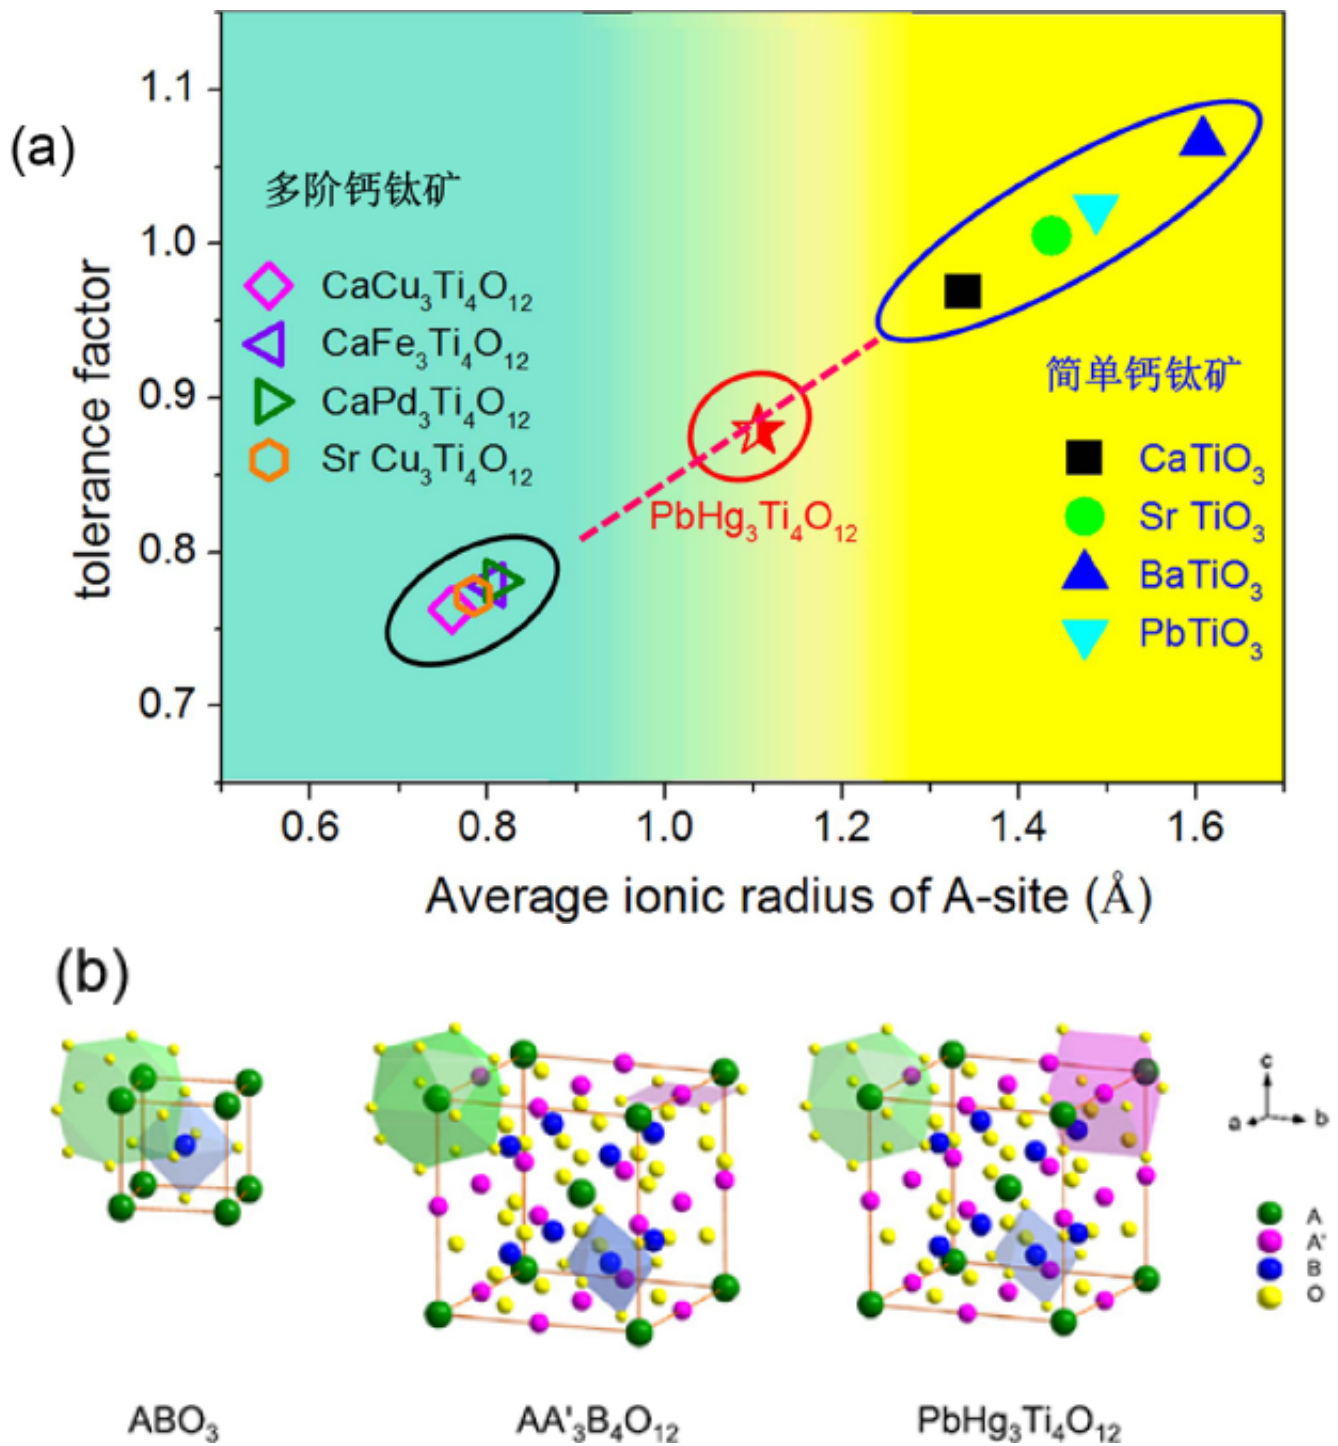 (a)
tolerance factor
1.1
1.0
0.9
0.8
0.7
多阶钙钛矿
CaCu₃Ti₄O₁₂
CaFe₃Ti₄O₁₂
CaPd₃Ti₄O₁₂
Sr Cu₃Ti₄O₁₂
PbHg₃Ti₄O₁₂
简单钙钛矿
CaTiO₃
Sr TiO₃
BaTiO₃
PbTiO₃
0.6 0.8 1.0 1.2 1.4 1.6
Average ionic radius of A-site (Å)
(b)
c
a b
A
A'
B
O
ABO₃ AA'₃B₄O₁₂ PbHg₃Ti₄O₁₂